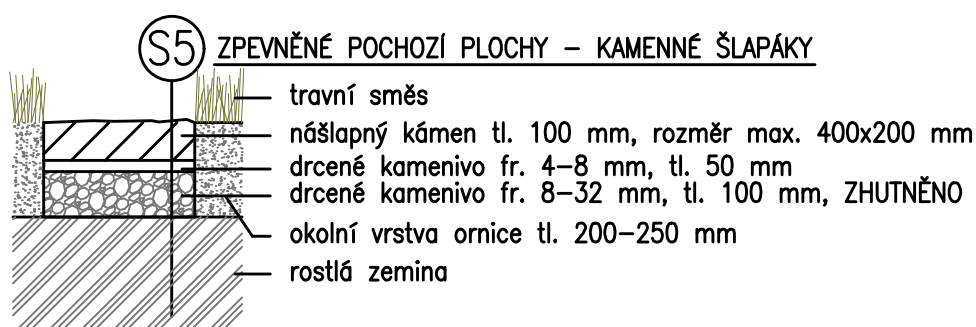 S5 ZPEVNĚNÉ POCHOZÍ PLOCHY – KAMENNÉ ŠLAPÁKY
travní směs
nášlapný kámen tl. 100 mm, rozměr max. 400x200 mm
drcené kamenivo fr. 4–8 mm, tl. 50 mm
drcené kamenivo fr. 8–32 mm, tl. 100 mm, ZHUTNĚNO
okolní vrstva ornice tl. 200–250 mm
rostlá zemina